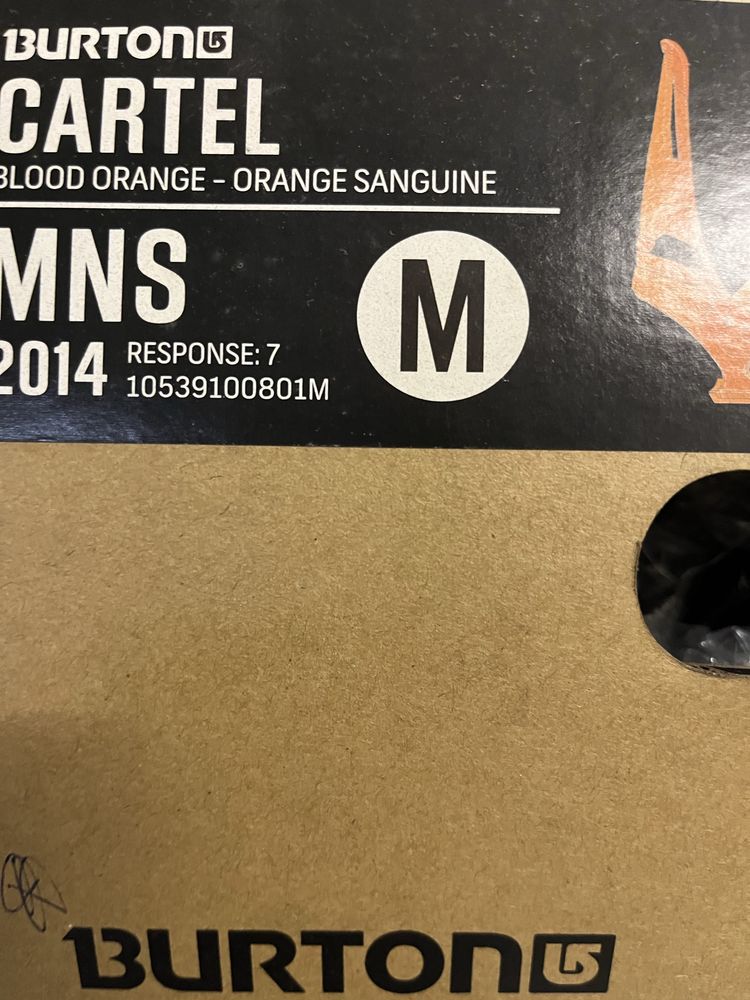 BURTON
CARTEL
BLOOD ORANGE - ORANGE SANGUINE
MNS
M
2014
RESPONSE: 7
10539100801M
BURTON